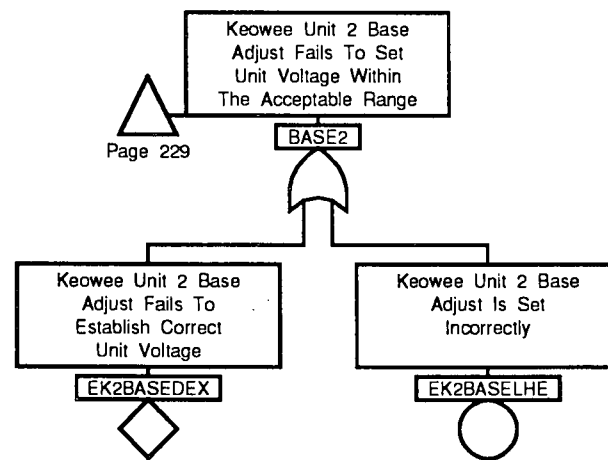 Keowee Unit 2 Base
Adjust Fails To Set
Unit Voltage Within
The Acceptable Range
Page 229
BASE2
Keowee Unit 2 Base
Adjust Fails To
Establish Correct
Unit Voltage
EK2BASEDEX
Keowee Unit 2 Base
Adjust Is Set
Incorrectly
EK2BASELHE